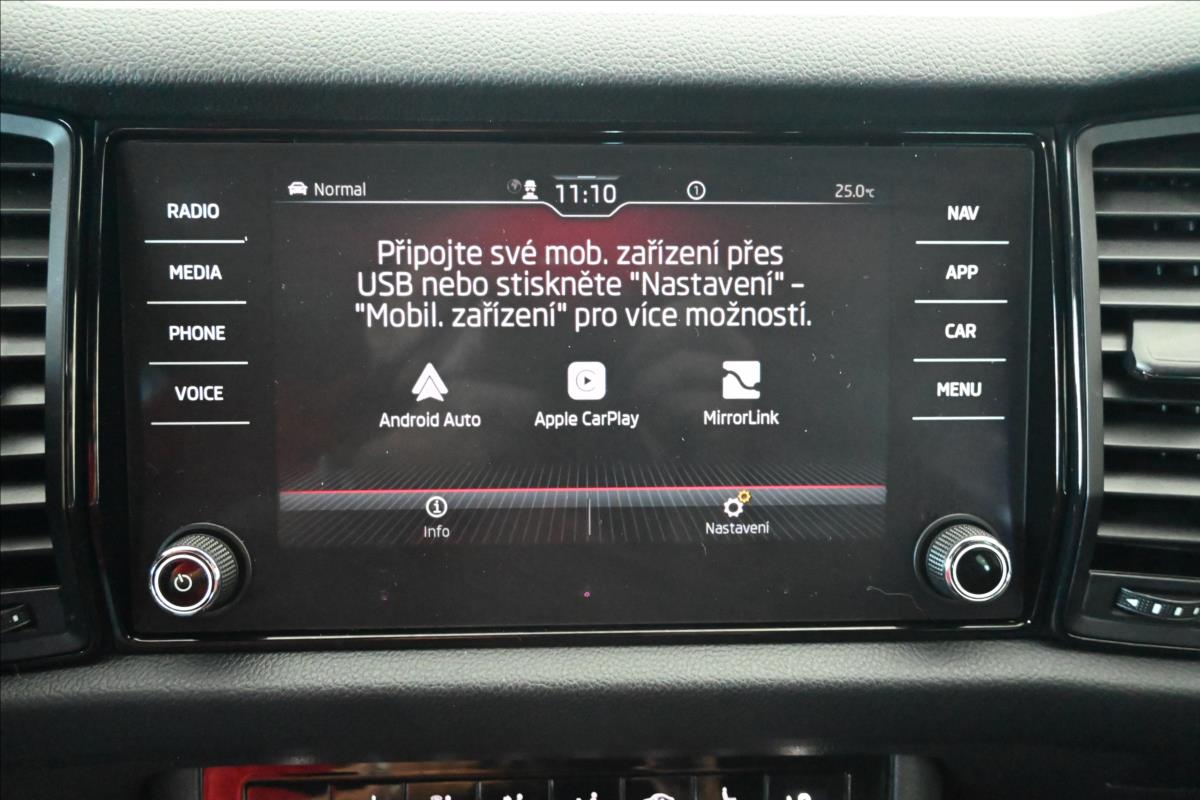 Normal 11:10 1 25.0°C
RADIO
MEDIA
PHONE
VOICE
Připojte své mob. zařízení přes
USB nebo stiskněte "Nastavení" –
"Mobil. zařízení" pro více možností.
Android Auto Apple CarPlay MirrorLink
Info Nastavení
NAV
APP
CAR
MENU